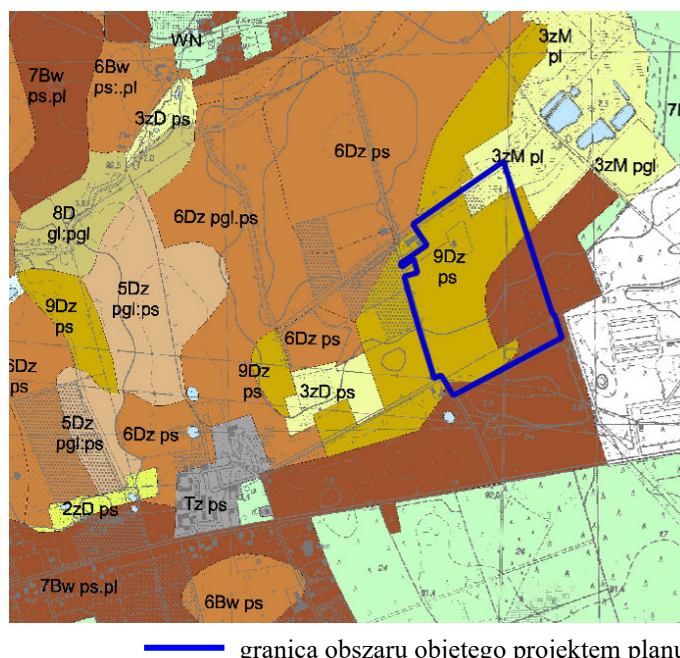 WN
3zM
pl
7Bw
ps.pl
6Bw
ps:.pl
3zD ps
6Dz ps
3zM pl
3zM pgl
6Dz pgl.ps
8D
gl:pgl
9Dz
ps
5Dz
pgl:ps
9Dz
ps
6Dz ps
6Dz
ps
9Dz
ps
3zD ps
5Dz
pgl:ps
6Dz ps
2zD ps
Tz ps
7Bw ps.pl
6Bw ps
24
24
17
granica obszaru objętego projektem planu